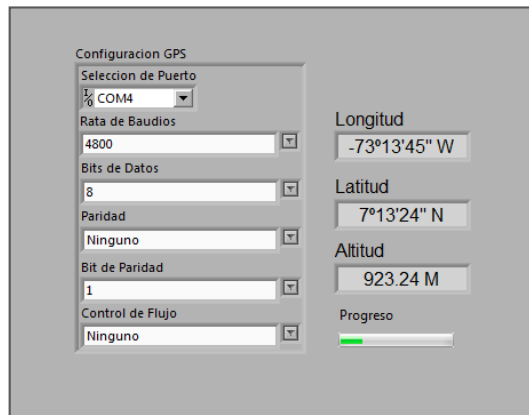 Configuracion GPS
Seleccion de Puerto
I/O COM4
Rata de Baudios
4800
Bits de Datos
8
Paridad
Ninguno
Bit de Paridad
1
Control de Flujo
Ninguno
Longitud
-73º13'45" W
Latitud
7º13'24" N
Altitud
923.24 M
Progreso